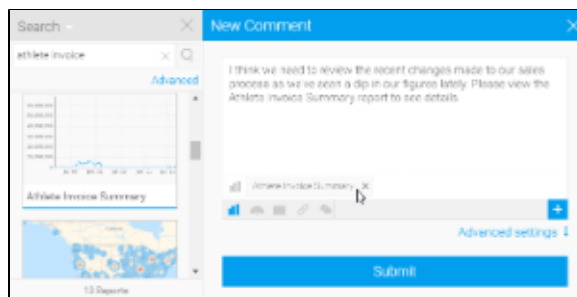 Search
New Comment
athlete invoice
Advanced
Athlete Invoice Summary
13 Reports
I think we need to review the recent changes made to our sales
process as we've seen a dip in our figures lately. Please view the
Athlete Invoice Summary report to see details.
Athlete Invoice Summary
Advanced settings
Submit